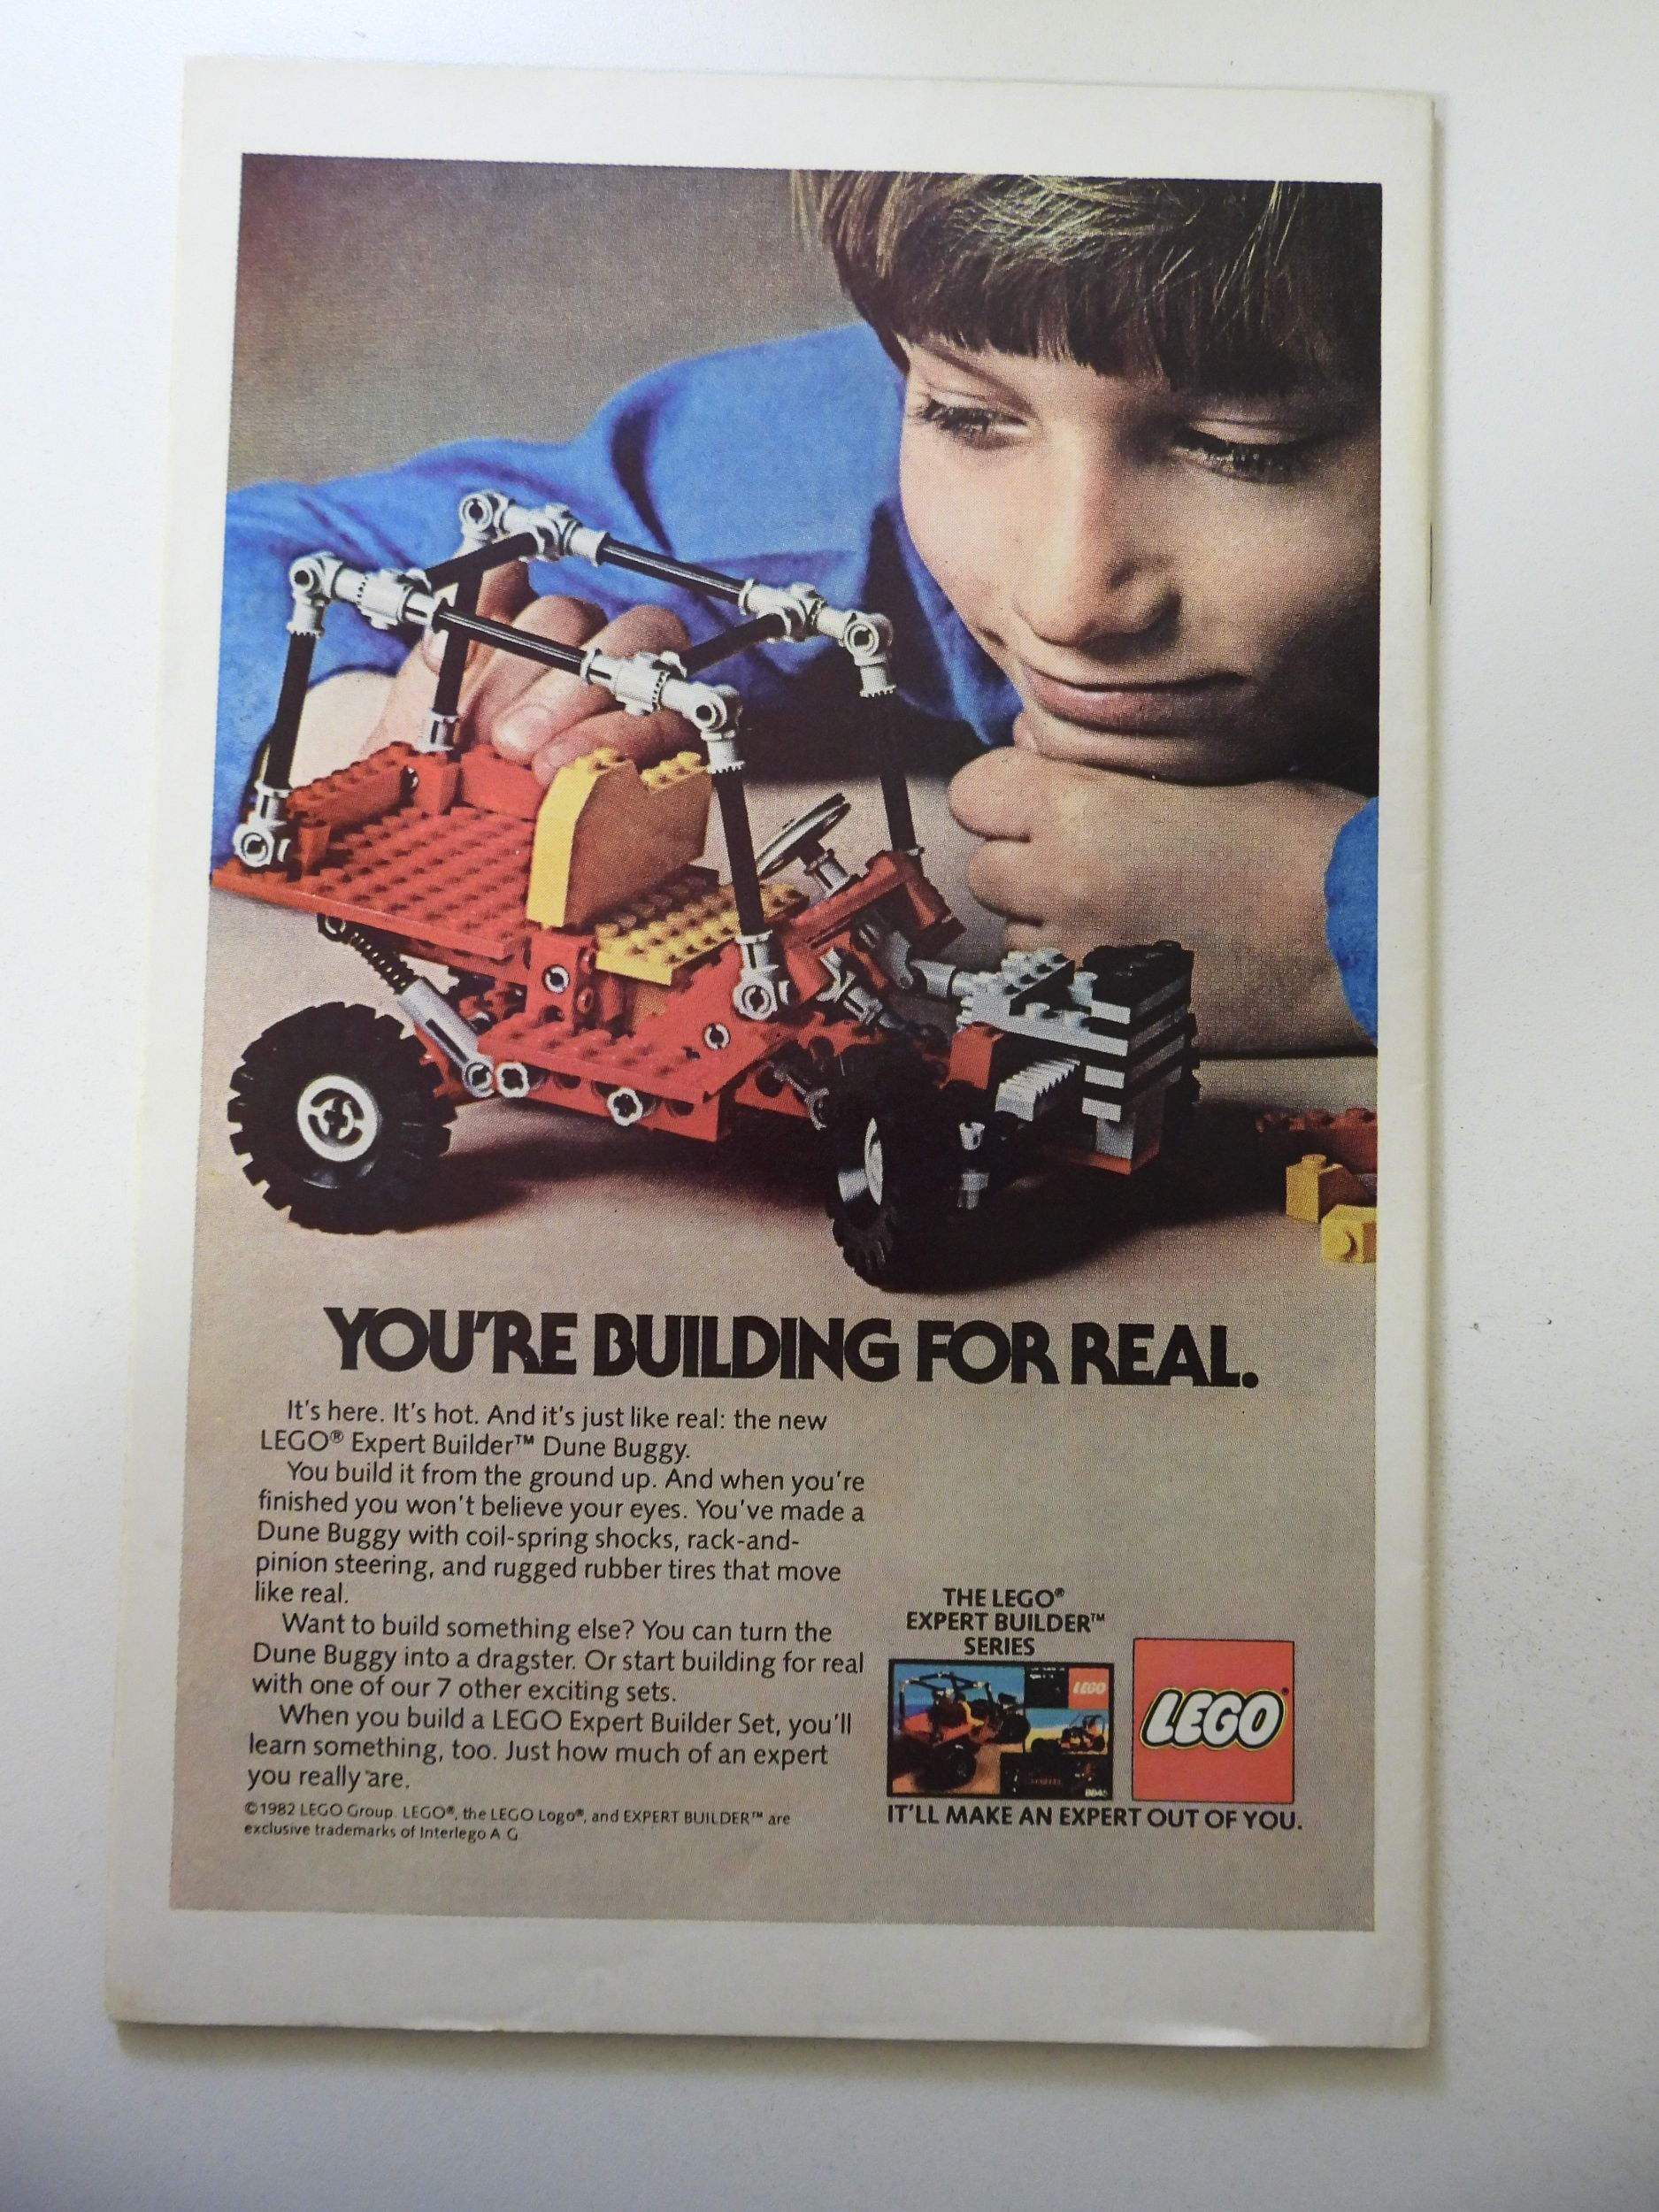 YOU'RE BUILDING FOR REAL.
It's here. It's hot. And it's just like real: the new
LEGO® Expert Builder™ Dune Buggy.
You build it from the ground up. And when you're
finished you won't believe your eyes. You've made a
Dune Buggy with coil-spring shocks, rack-and-
pinion steering, and rugged rubber tires that move
like real.
Want to build something else? You can turn the
Dune Buggy into a dragster. Or start building for real
with one of our 7 other exciting sets.
When you build a LEGO Expert Builder Set, you'll
learn something, too. Just how much of an expert
you really are.
©1982 LEGO Group. LEGO®, the LEGO Logo®, and EXPERT BUILDER™ are
exclusive trademarks of Interlego A.G.
THE LEGO®
EXPERT BUILDER™
SERIES
LEGO
8845
LEGO®
IT'LL MAKE AN EXPERT OUT OF YOU.